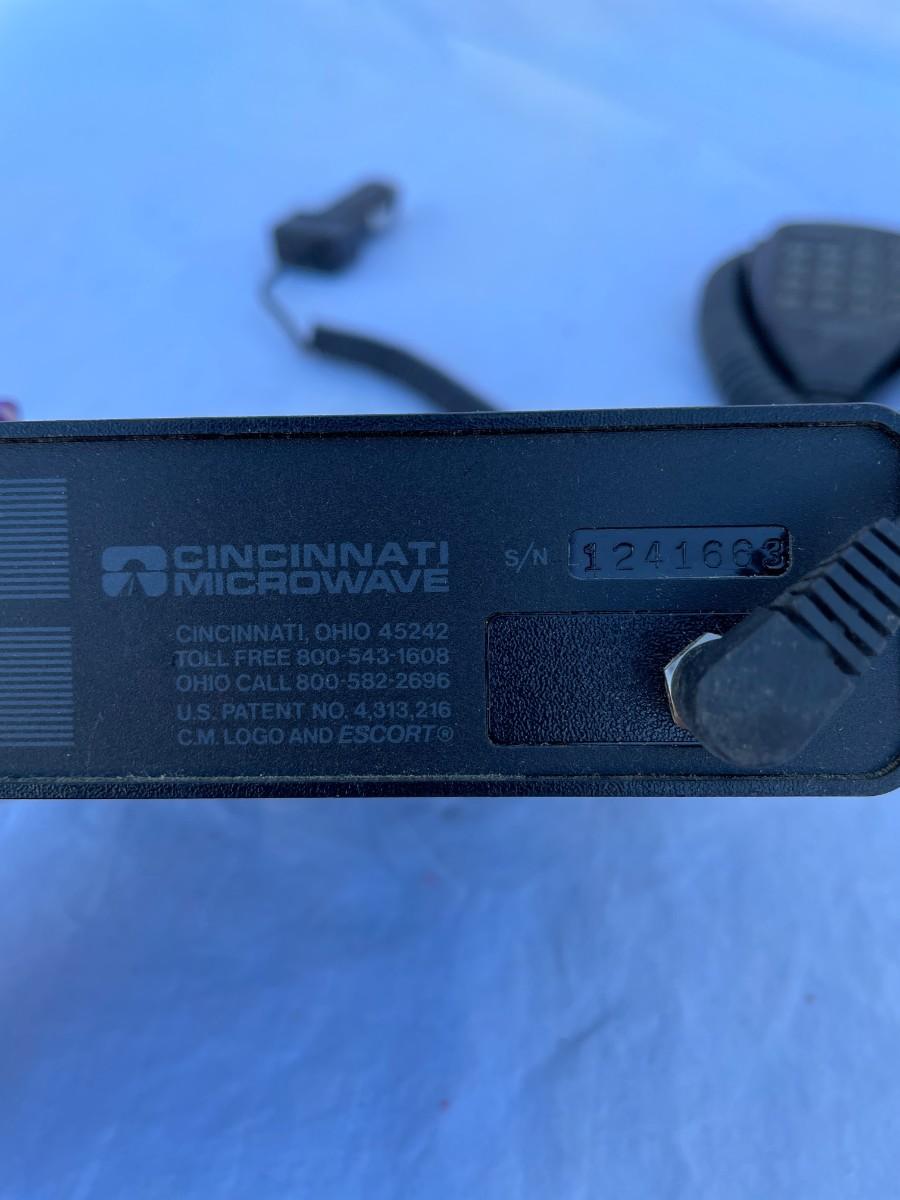 CINCINNATI
MICROWAVE
CINCINNATI, OHIO 45242
TOLL FREE 800-543-1608
OHIO CALL 800-582-2696
U.S. PATENT NO. 4,313,216
C.M. LOGO AND ESCORT®
S/N 1241663